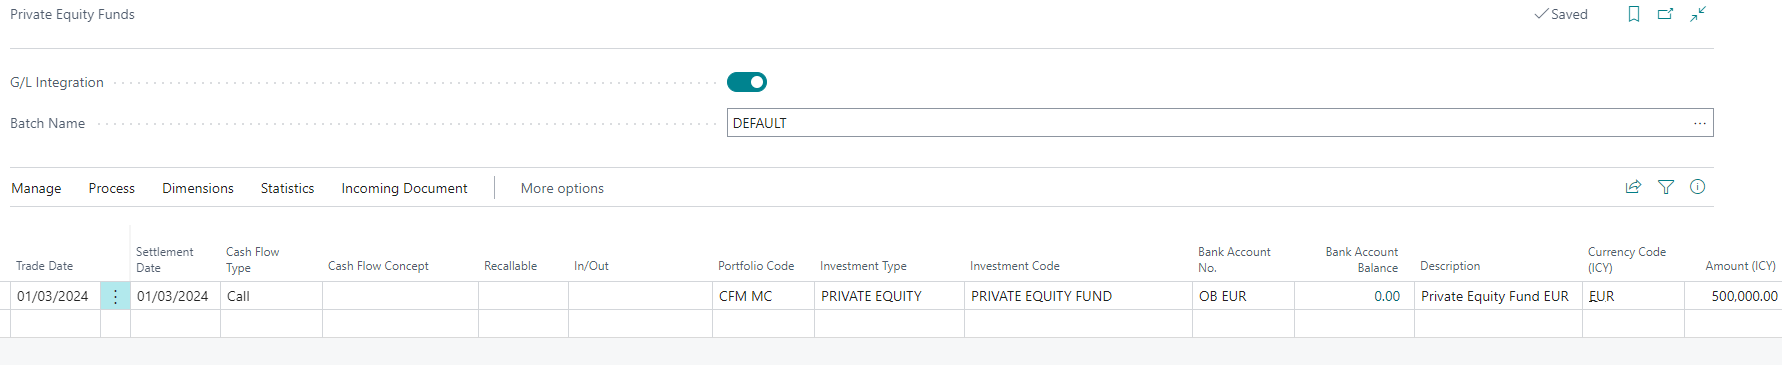 Private Equity Funds
Saved
G/L Integration
Batch Name
DEFAULT
Manage Process Dimensions Statistics Incoming Document More options
Trade Date Settlement Date Cash Flow Type Cash Flow Concept Recallable In/Out Portfolio Code Investment Type Investment Code Bank Account No. Bank Account Balance Description Currency Code (ICY) Amount (ICY)
01/03/2024 01/03/2024 Call CFM MC PRIVATE EQUITY PRIVATE EQUITY FUND OB EUR 0.00 Private Equity Fund EUR EUR 500,000.00